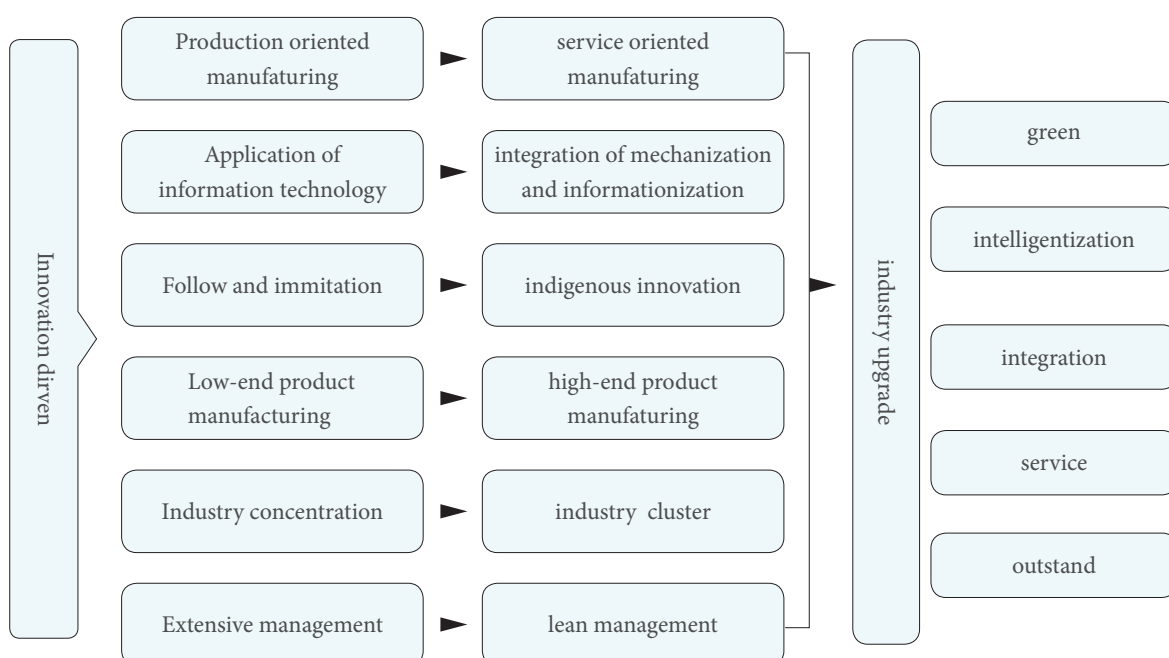 Innovation dirven
Production oriented
manufaturing
service oriented
manufaturing
Application of
information technology
integration of mechanization
and informationization
Follow and immitation
indigenous innovation
Low-end product
manufacturing
high-end product
manufaturing
Industry concentration
industry cluster
Extensive management
lean management
industry upgrade
green
intelligentization
integration
service
outstand